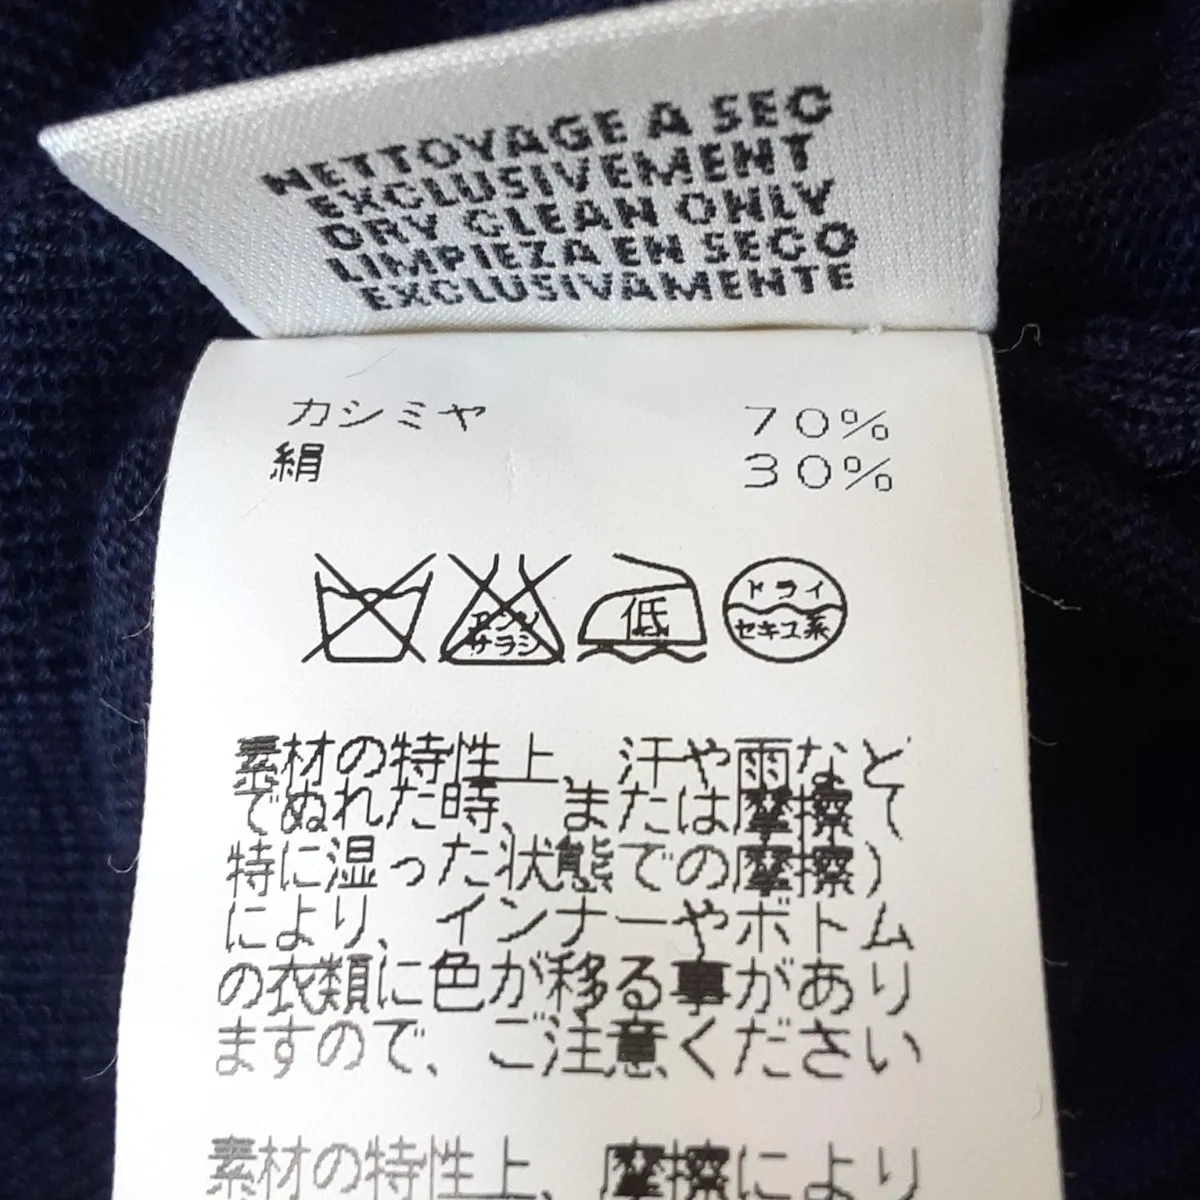 NETTOYAGE A SEC
EXCLUSIVEMENT
DRY CLEAN ONLY
LIMPIEZA EN SECO
EXCLUSIVAMENTE
カシミヤ 70%
絹 30%
エンソ
サラシ
低
ドライ
セキユ系
素材の特性上、汗や雨など
でぬれた時、または摩擦て
特に湿った状態での摩擦）
により、インナーやボトム
の衣類に色が移る事があり
ますので、ご注意ください
素材の特性上、摩擦により